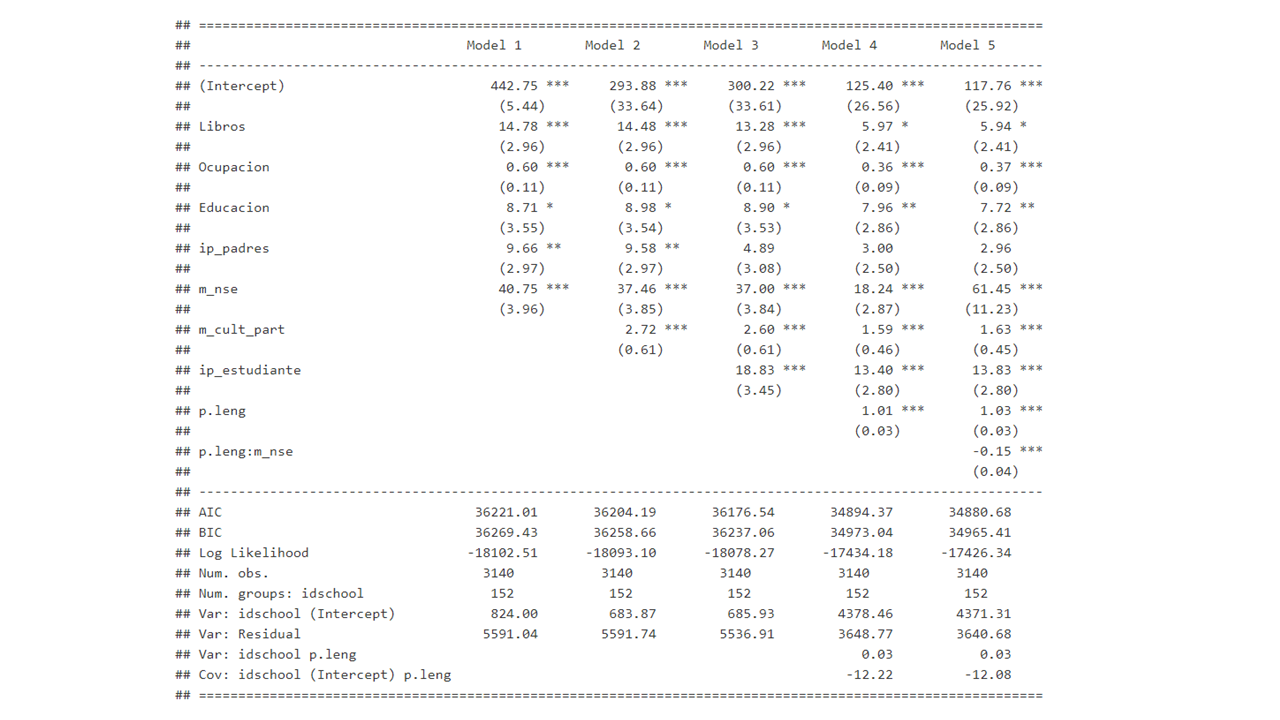 ## ===========================================================================================================
##                                   Model 1        Model 2        Model 3        Model 4        Model 5
## -----------------------------------------------------------------------------------------------------------
## (Intercept)                          442.75 ***     293.88 ***     300.22 ***     125.40 ***     117.76 ***
##                                       (5.44)        (33.64)        (33.61)        (26.56)        (25.92)
## Libros                                14.78 ***      14.48 ***      13.28 ***       5.97 *         5.94 *
##                                       (2.96)         (2.96)         (2.96)         (2.41)         (2.41)
## Ocupacion                              0.60 ***       0.60 ***       0.60 ***       0.36 ***       0.37 ***
##                                       (0.11)         (0.11)         (0.11)         (0.09)         (0.09)
## Educacion                              8.71 *         8.98 *         8.90 *         7.96 **        7.72 **
##                                       (3.55)         (3.54)         (3.53)         (2.86)         (2.86)
## ip_padres                              9.66 **        9.58 **        4.89           3.00           2.96
##                                       (2.97)         (2.97)         (3.08)         (2.50)         (2.50)
## m_nse                                 40.75 ***      37.46 ***      37.00 ***      18.24 ***      61.45 ***
##                                       (3.96)         (3.85)         (3.84)         (2.87)        (11.23)
## m_cult_part                                           2.72 ***       2.60 ***       1.59 ***       1.63 ***
##                                                      (0.61)         (0.61)         (0.46)         (0.45)
## ip_estudiante                                                       18.83 ***      13.40 ***      13.83 ***
##                                                                     (3.45)         (2.80)         (2.80)
## p.leng                                                                              1.01 ***       1.03 ***
##                                                                                    (0.03)         (0.03)
## p.leng:m_nse                                                                                      -0.15 ***
##                                                                                                   (0.04)
## -----------------------------------------------------------------------------------------------------------
## AIC                                36221.01       36204.19       36176.54       34894.37       34880.68
## BIC                                36269.43       36258.66       36237.06       34973.04       34965.41
## Log Likelihood                    -18102.51      -18093.10      -18078.27      -17434.18      -17426.34
## Num. obs.                           3140           3140           3140           3140           3140
## Num. groups: idschool                152            152            152            152            152
## Var: idschool (Intercept)            824.00         683.87         685.93        4378.46        4371.31
## Var: Residual                       5591.04        5591.74        5536.91        3648.77        3640.68
## Var: idschool p.leng                                                                0.03           0.03
## Cov: idschool (Intercept) p.leng                                                  -12.22         -12.08
## ===========================================================================================================